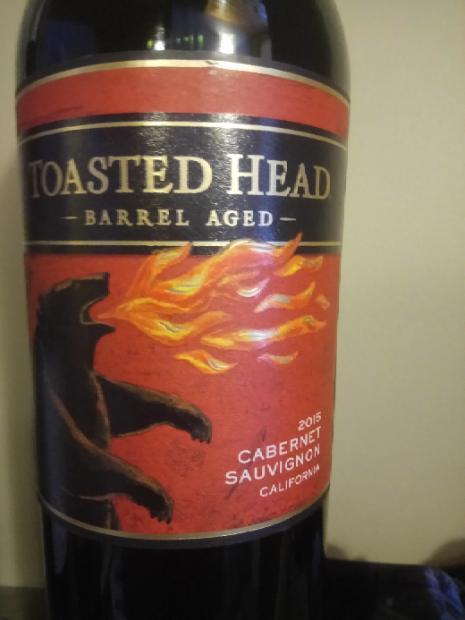 TOASTED HEAD
- BARREL AGED -
2015
CABERNET
SAUVIGNON
CALIFORNIA